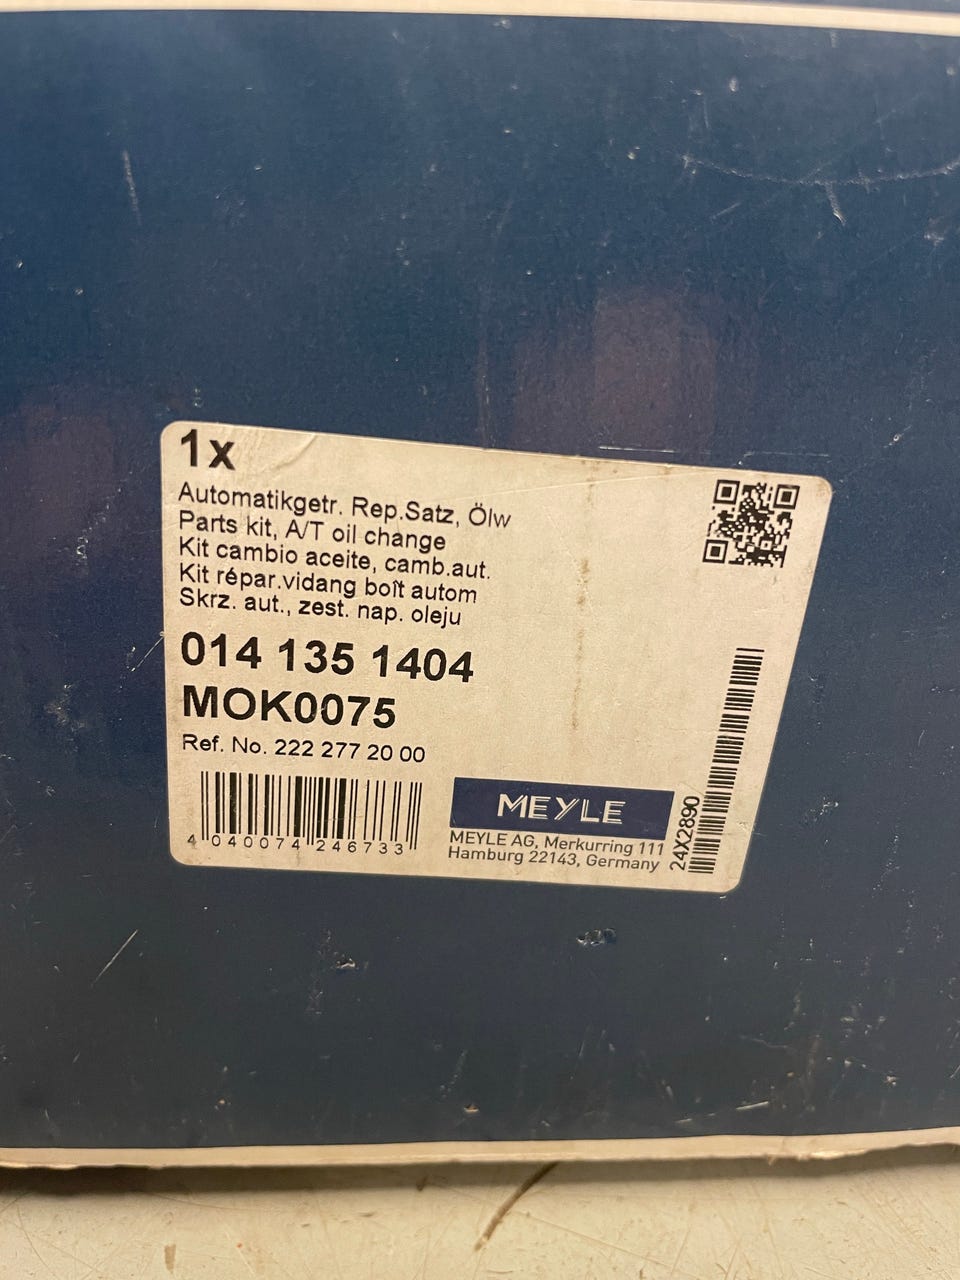 1x
Automatikgetr. Rep.Satz, Ölw
Parts kit, A/T oil change
Kit cambio aceite, camb.aut.
Kit répar.vidang boît autom
Skrz. aut., zest. nap. oleju
014 135 1404
MOK0075
Ref. No. 222 277 20 00
4 040074 246733
MEYLE
MEYLE AG, Merkurring 111
Hamburg 22143, Germany
24X2890